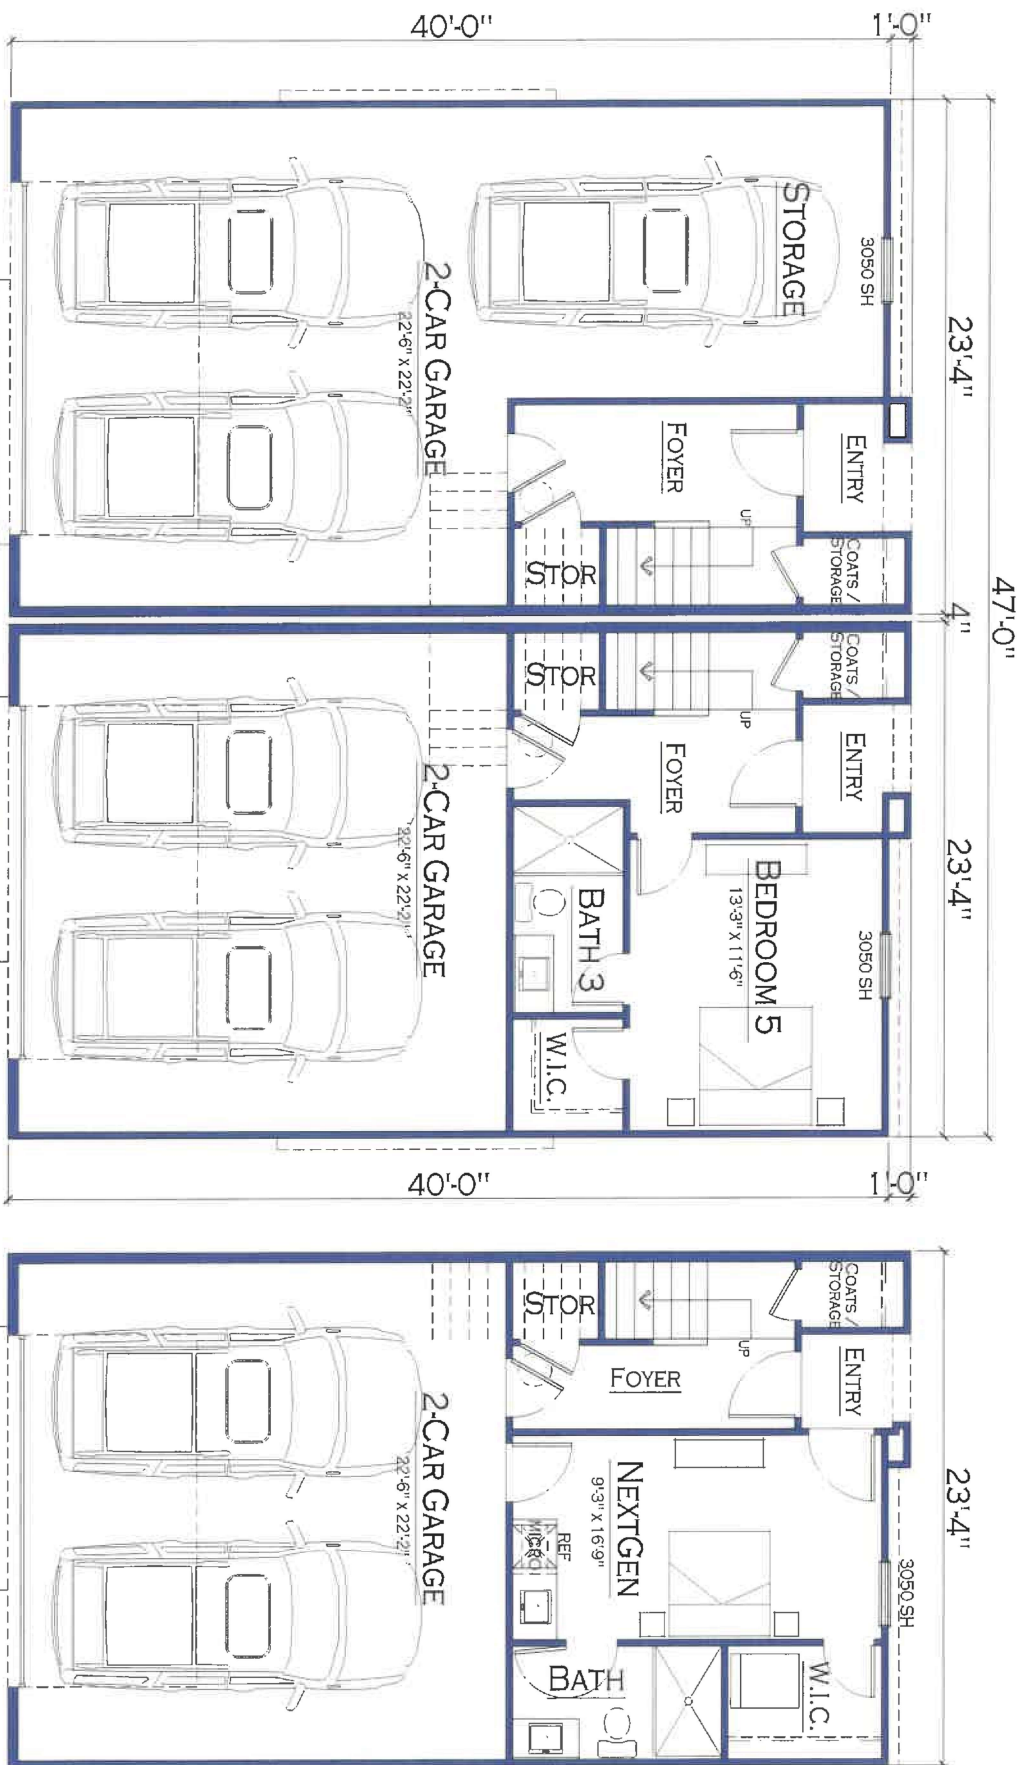 40'-0"
1'-0"
47'-0"
23'-4"
4"
23'-4"
3050 SH
STORAGE
2-CAR GARAGE
22'-6" X 22'-2"
FOYER
ENTRY
UP
STOR
COATS /
STORAGE
STOR
COATS /
STORAGE
UP
FOYER
ENTRY
2-CAR GARAGE
22'-6" X 22'-2"
BATH 3
BEDROOM 5
13'-3" X 11'-6"
3050 SH
W.I.C.
40'-0"
1'-0"
23'-4"
STOR
COATS /
STORAGE
UP
FOYER
ENTRY
2-CAR GARAGE
22'-6" X 22'-2"
NEXTGEN
9'-3" X 16'-9"
REF
MICRO
3050 SH
BATH
W.I.C.